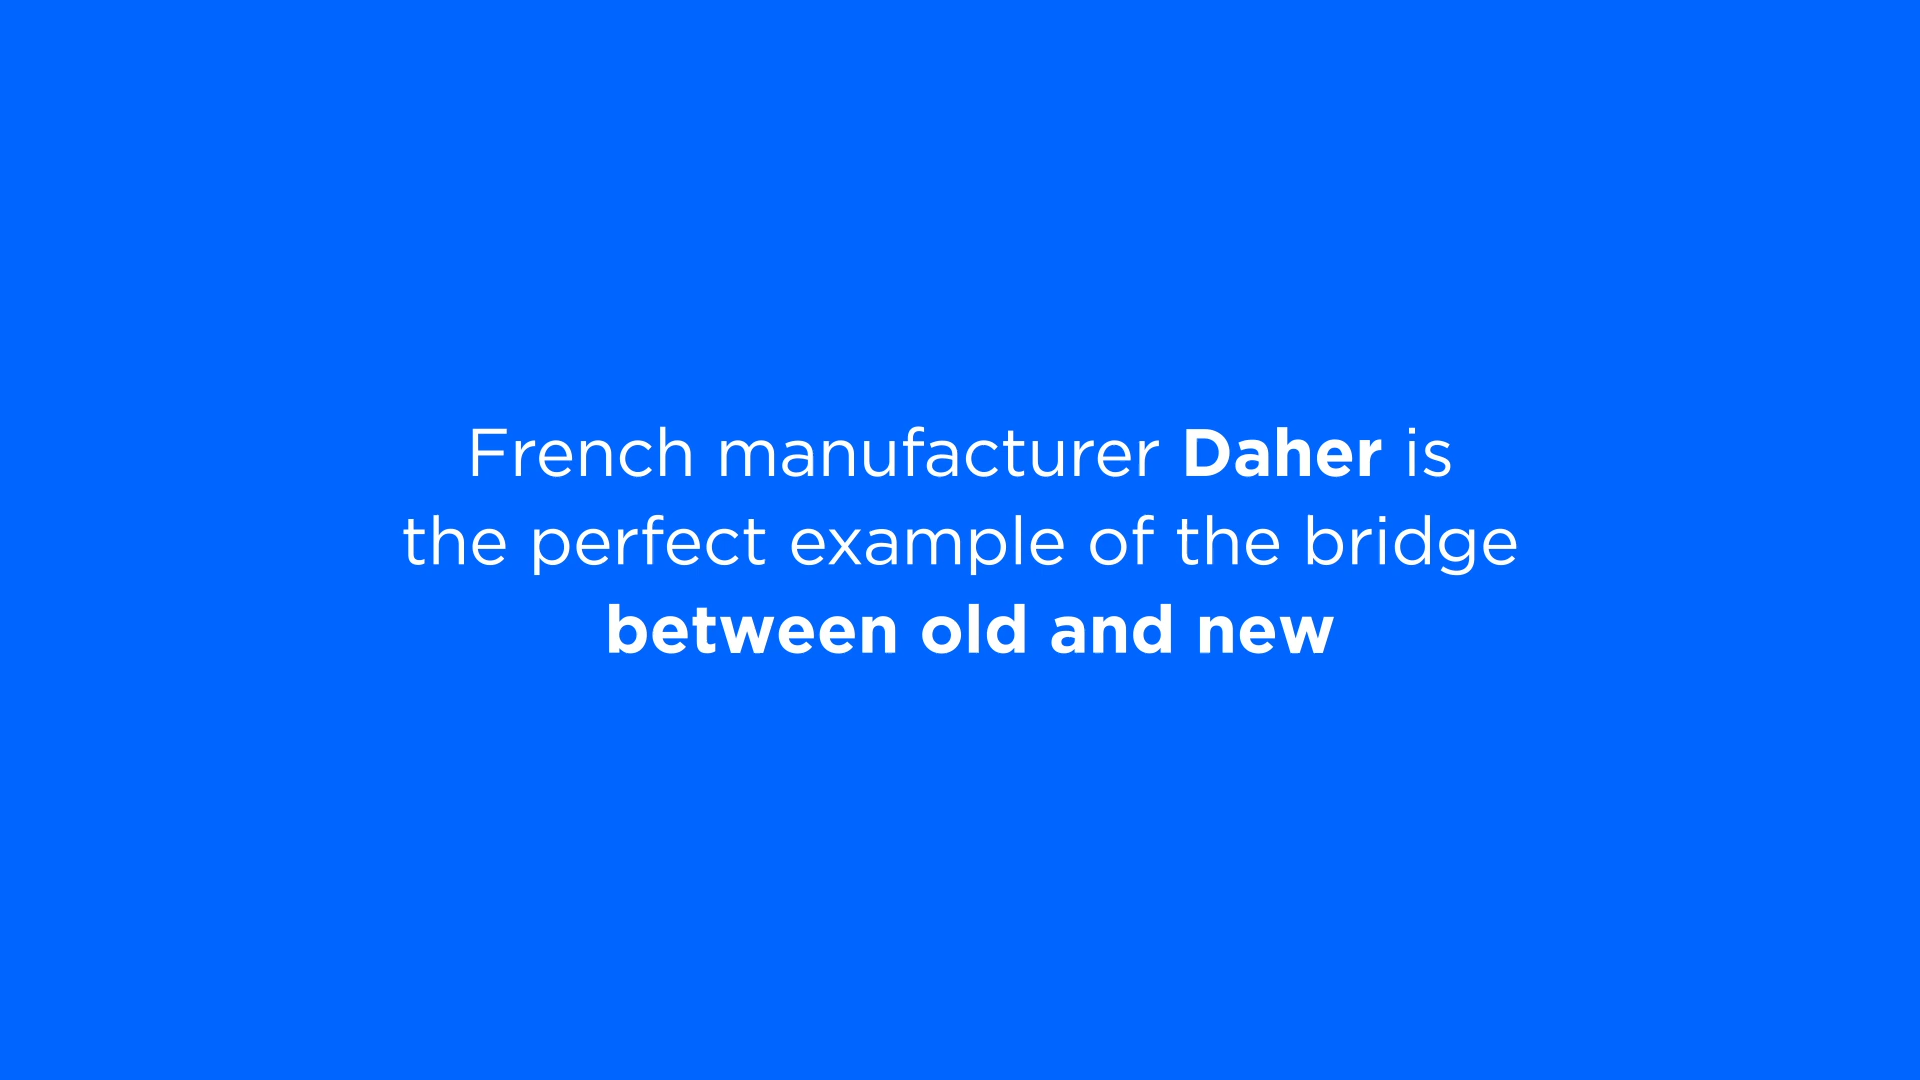 French manufacturer Daher is
the perfect example of the bridge
between old and new